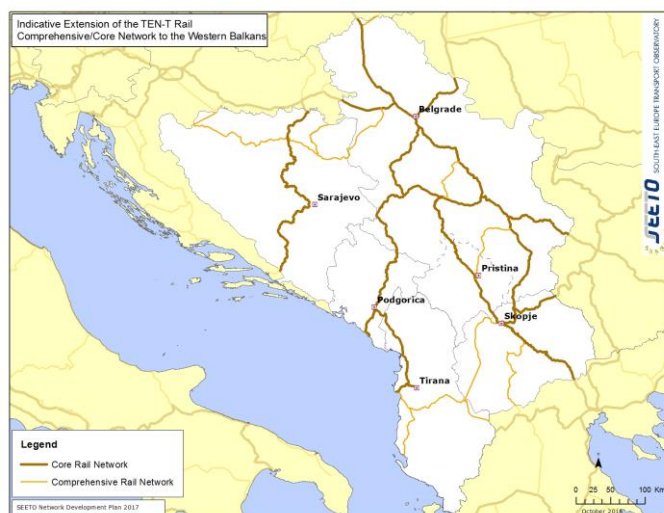 Indicative Extension of the TEN-T Rail
Comprehensive/Core Network to the Western Balkans
SEETO
SOUTH-EAST EUROPE TRANSPORT OBSERVATORY
Belgrade
Sarajevo
Pristina
Podgorica
Skopje
Tirana
Legend
Core Rail Network
Comprehensive Rail Network
0 25 50 100 Km
SEETO Network Development Plan 2017
October 2016